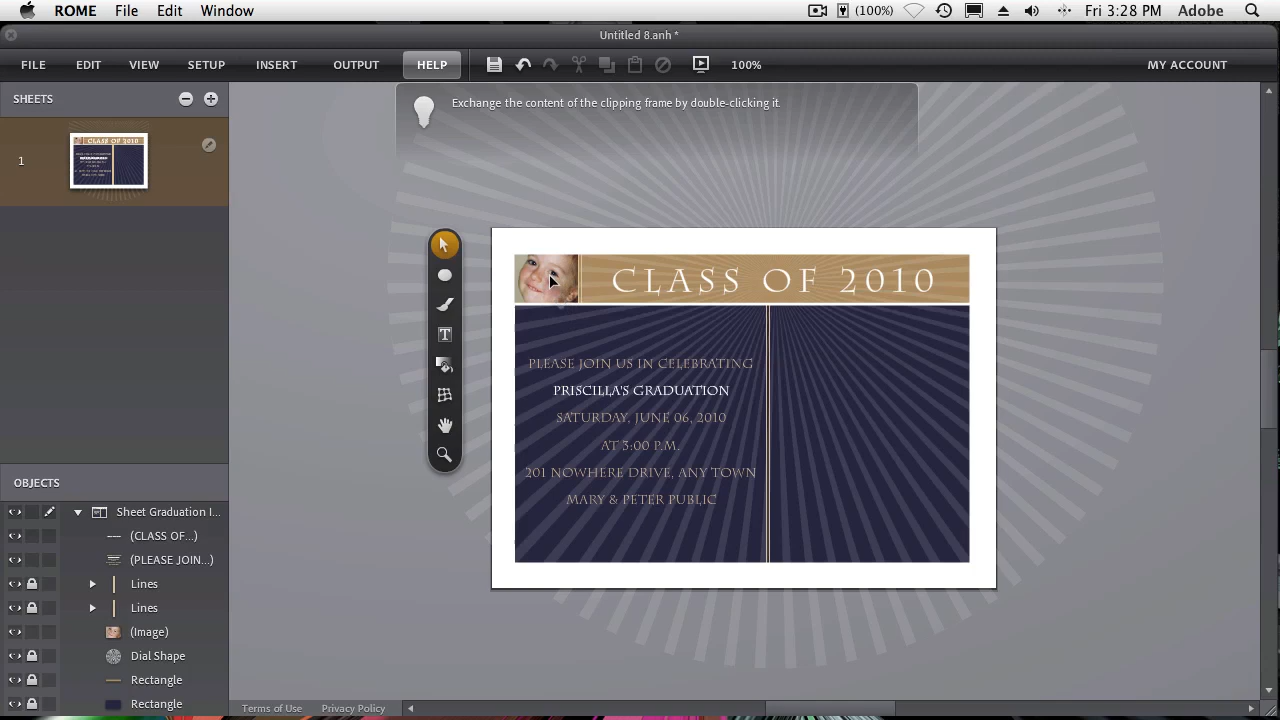 ROME File Edit Window (100%) Fri 3:28 PM Adobe
Untitled 8.anh *
FILE EDIT VIEW SETUP INSERT OUTPUT HELP 100% MY ACCOUNT
SHEETS
Exchange the content of the clipping frame by double-clicking it.
1
CLASS OF 2010
CLASS OF 2010
PLEASE JOIN US IN CELEBRATING
PRISCILLA'S GRADUATION
SATURDAY, JUNE 06, 2010
AT 3:00 P.M.
201 NOWHERE DRIVE, ANY TOWN
MARY & PETER PUBLIC
OBJECTS
Sheet Graduation I...
(CLASS OF...)
(PLEASE JOIN...)
Lines
Lines
(Image)
Dial Shape
Rectangle
Rectangle
Terms of Use Privacy Policy